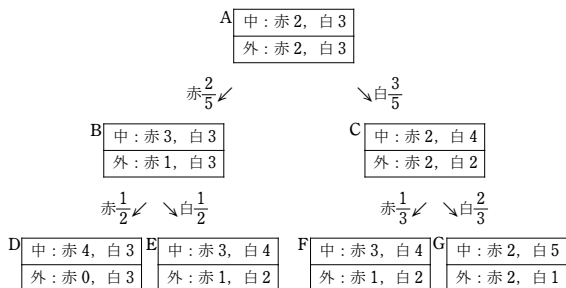 A
中:赤 2, 白 3
外:赤 2, 白 3
赤 2/5 ↙ ↘ 白 3/5
B C
中:赤 3, 白 3 中:赤 2, 白 4
外:赤 1, 白 3 外:赤 2, 白 2
赤 1/2 ↙ ↘ 白 1/2 赤 1/3 ↙ ↘ 白 2/3
D E F G
中:赤 4, 白 3 中:赤 3, 白 4 中:赤 3, 白 4 中:赤 2, 白 5
外:赤 0, 白 3 外:赤 1, 白 2 外:赤 1, 白 2 外:赤 2, 白 1